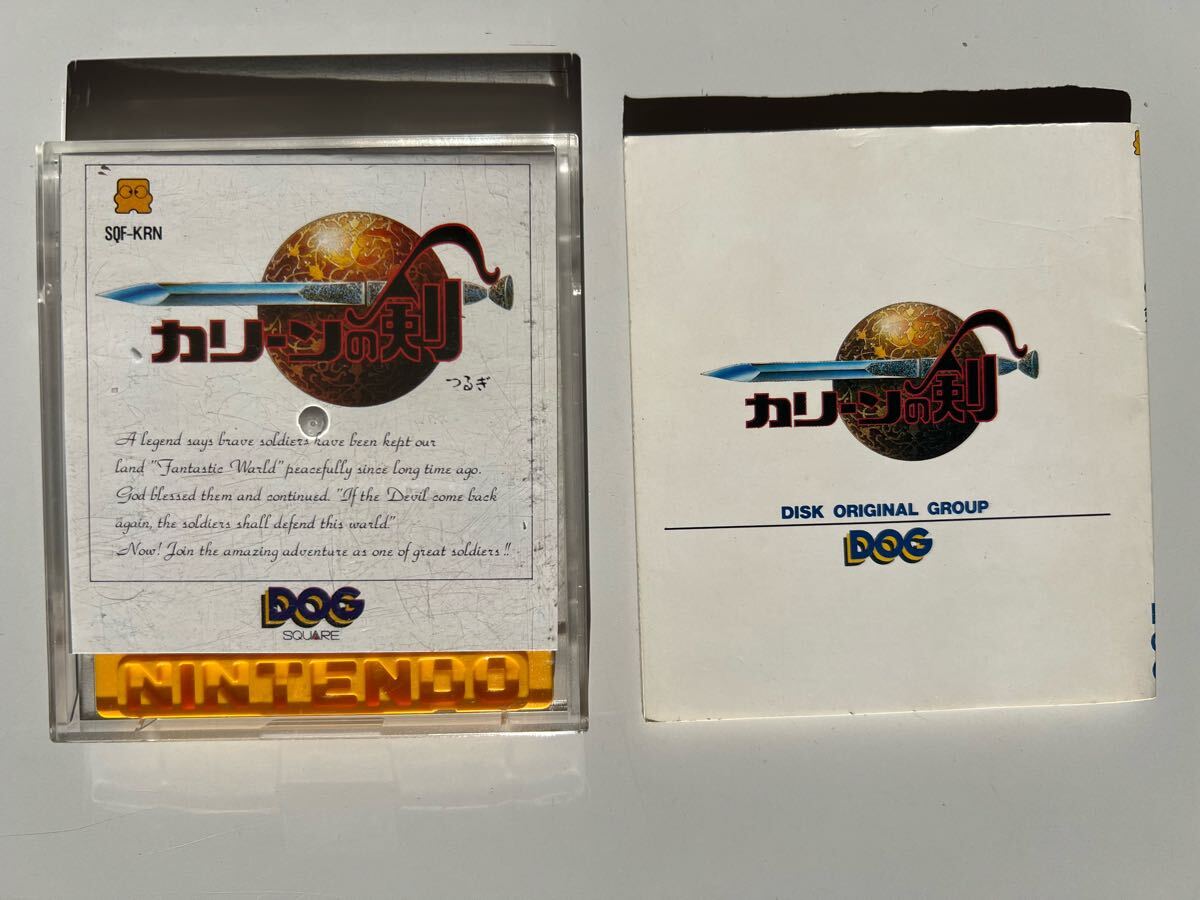 SQF-KRN
カリーンの剣
つるぎ
A legend says brave soldiers have been kept our
land "Fantastic World" peacefully since long time ago.
God blessed them and continued. "If the Devil come back
again, the soldiers shall defend this world."
Now! Join the amazing adventure as one of great soldiers!!
DOG
SQUARE
NINTENDO
カリーンの剣
DISK ORIGINAL GROUP
DOG